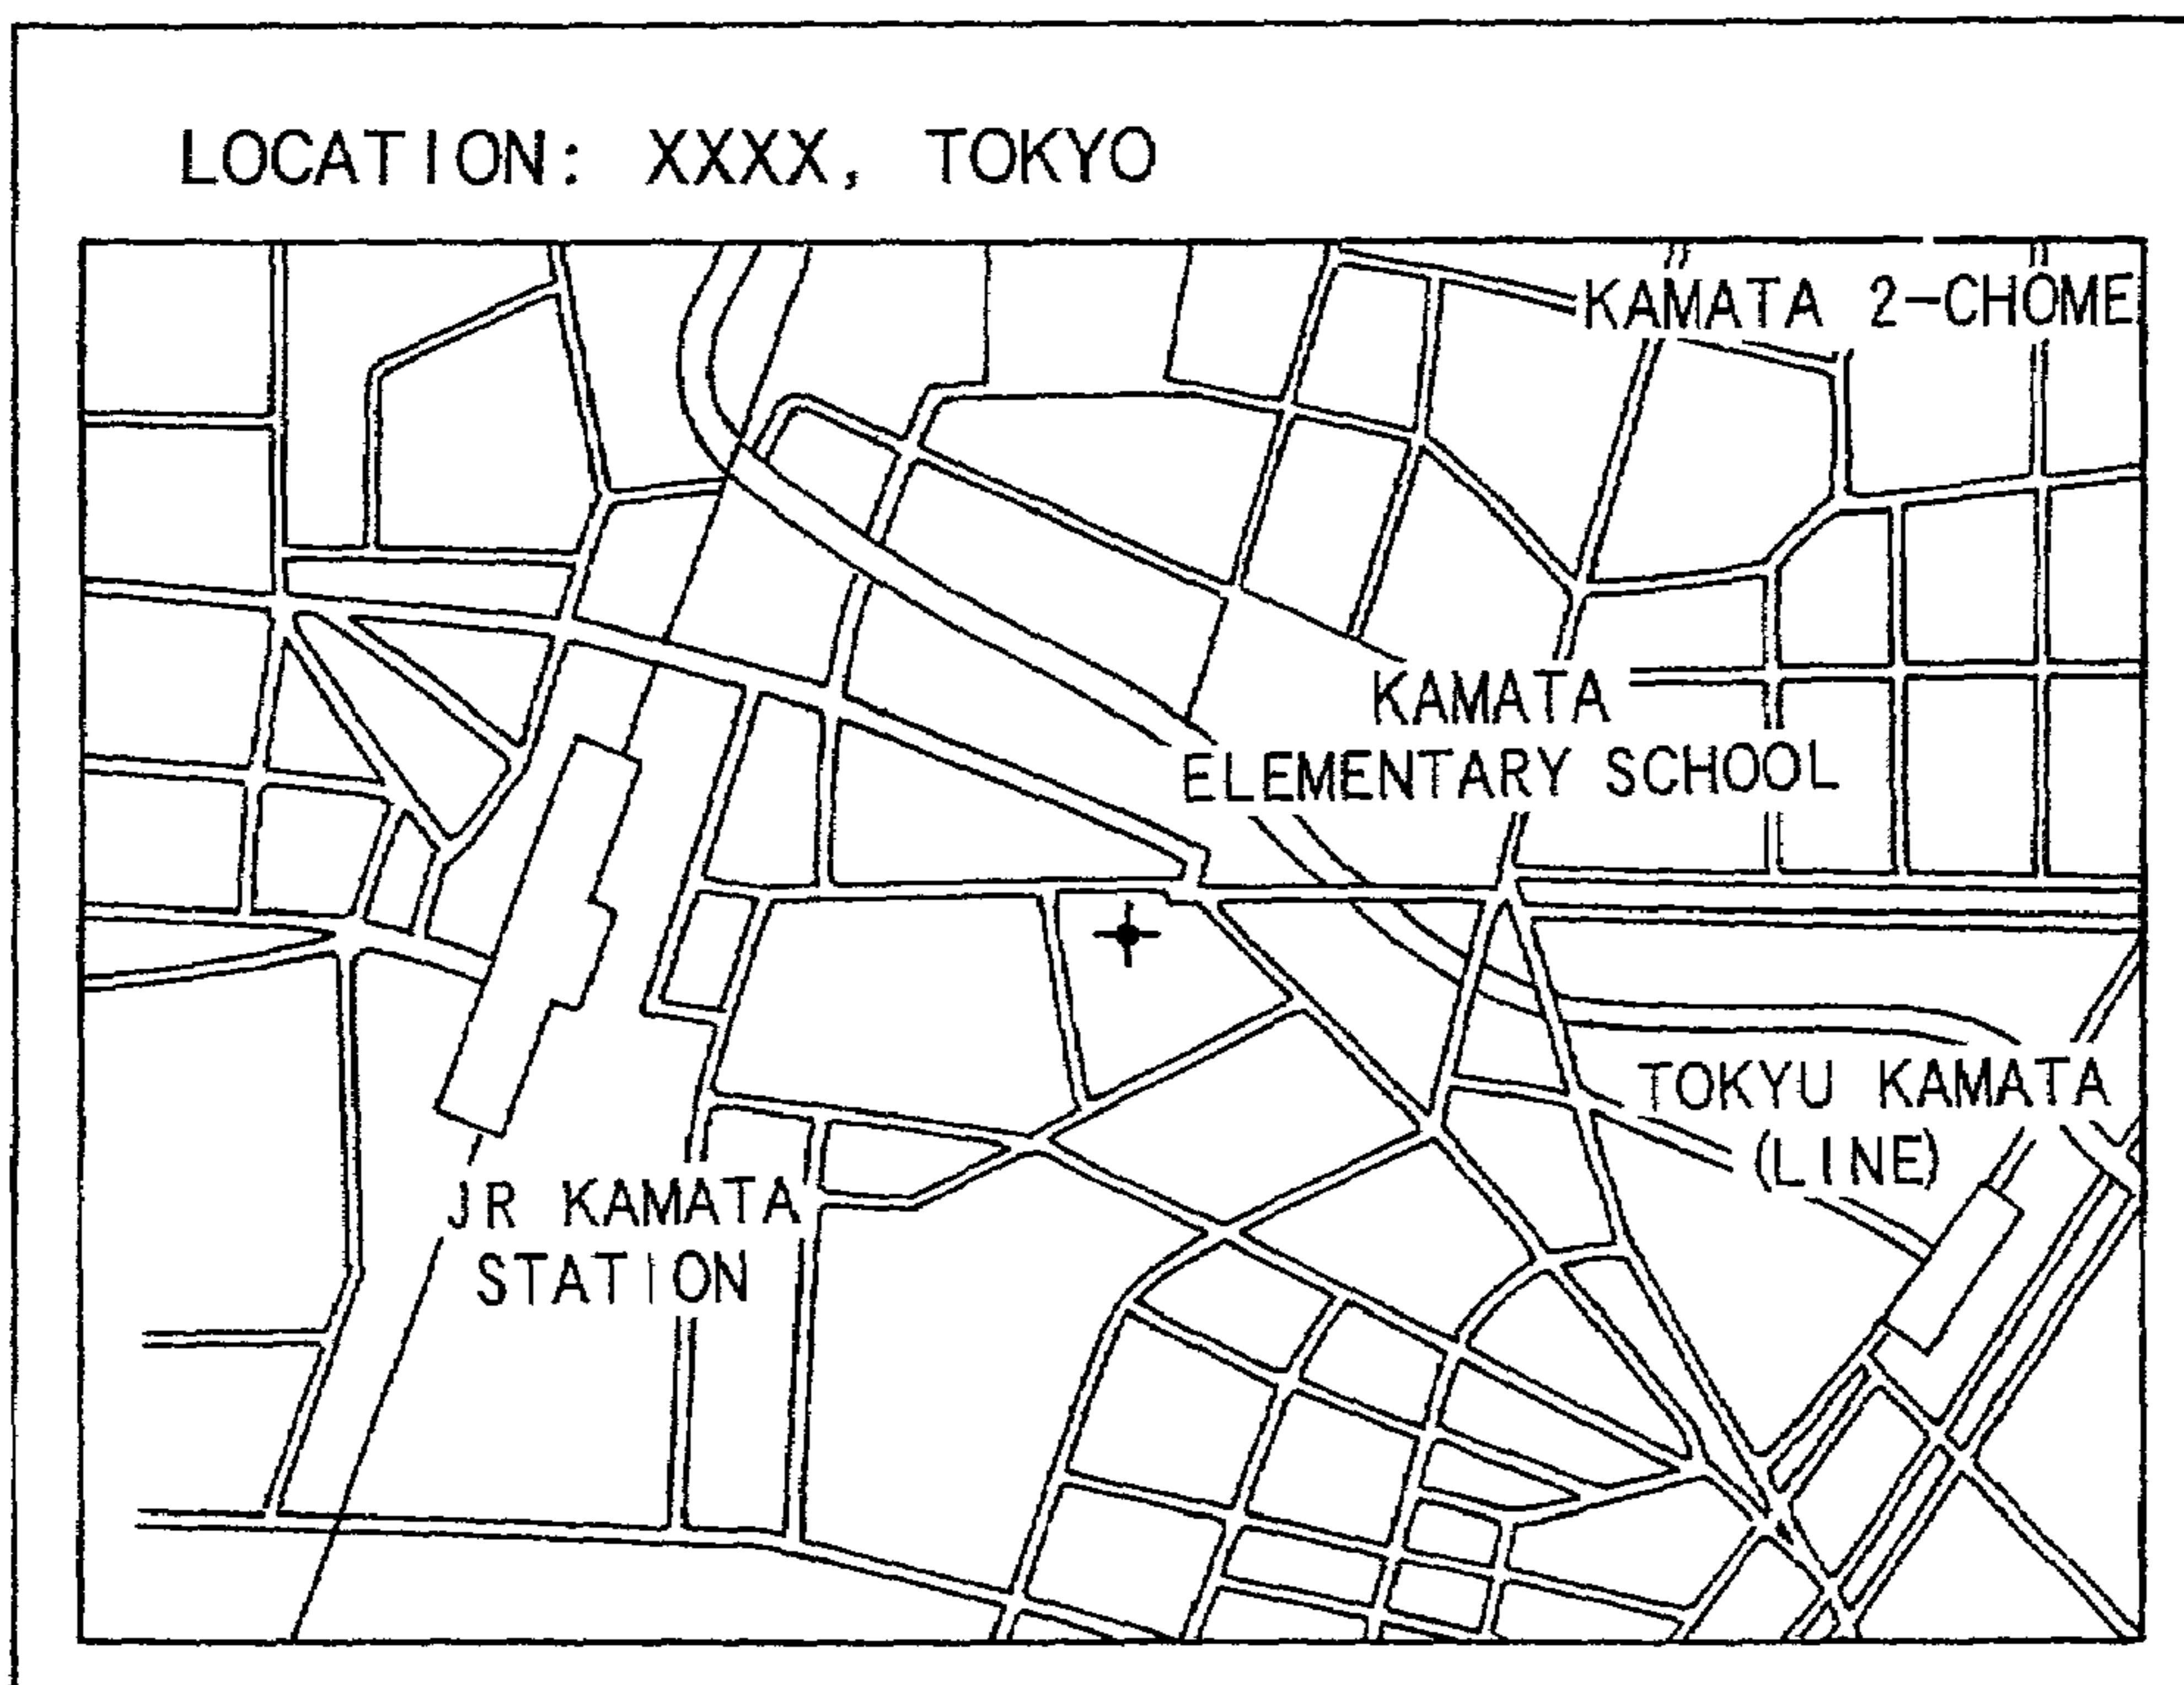 LOCATION: XXXX, TOKYO
KAMATA 2-CHOME
KAMATA
ELEMENTARY SCHOOL
TOKYU KAMATA
(LINE)
JR KAMATA
STATION